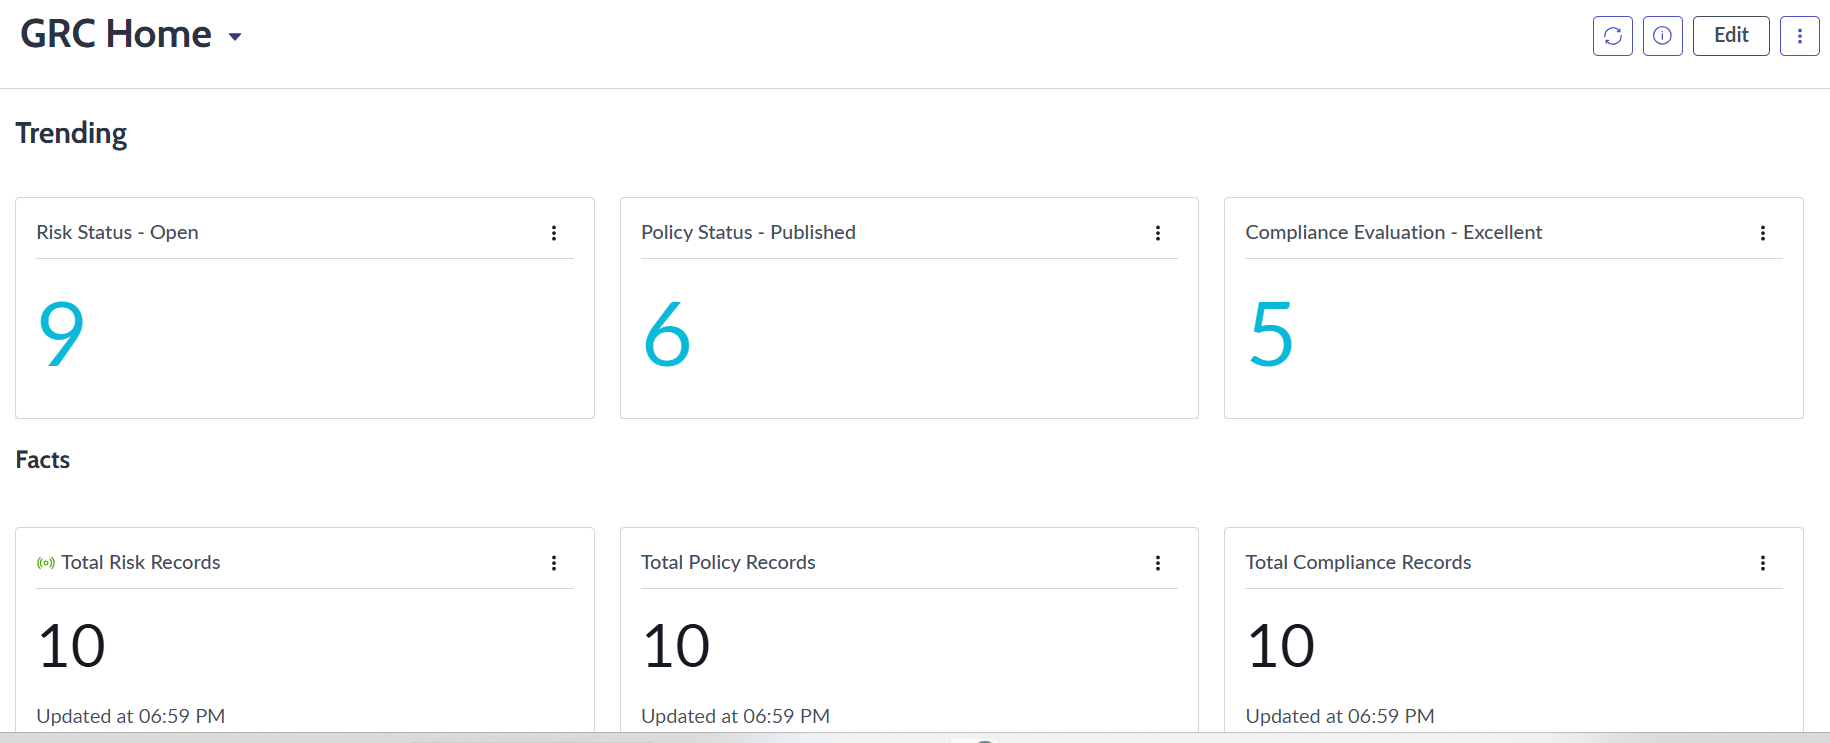 GRC Home
Edit
Trending
Risk Status - Open
Policy Status - Published
Compliance Evaluation - Excellent
9
6
5
Facts
Total Risk Records
Total Policy Records
Total Compliance Records
10
10
10
Updated at 06:59 PM
Updated at 06:59 PM
Updated at 06:59 PM